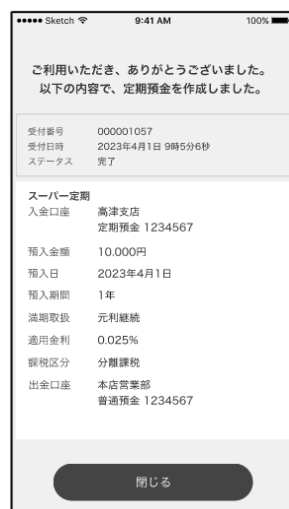 ●●●●● Sketch 9:41 AM 100%
ご利用いただき、ありがとうございました。
以下の内容で、定期預金を作成しました。
受付番号 000001057
受付日時 2023年4月1日 9時5分6秒
ステータス 完了
スーパー定期
入金口座 高津支店
定期預金 1234567
預入金額 10.000円
預入日 2023年4月1日
預入期間 1年
満期取扱 元利継続
適用金利 0.025%
課税区分 分離課税
出金口座 本店営業部
普通預金 1234567
閉じる